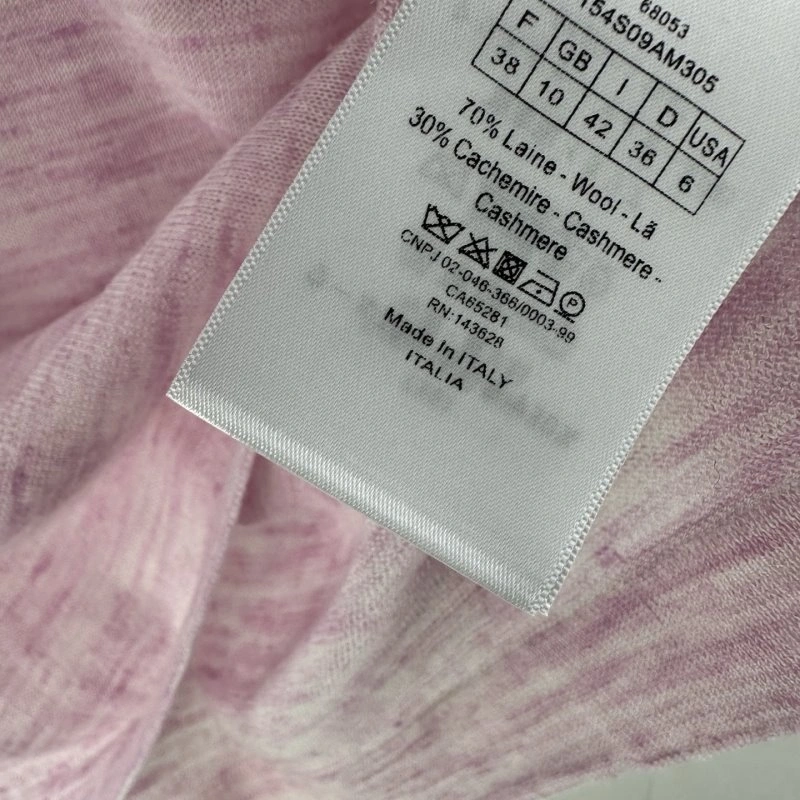 68053
154S09AM305
F GB I D USA
38 10 42 36 6
70% Laine - Wool - Lã
30% Cachemire - Cashmere -
Cashmere
CNPJ 02-046-366/0003-99
CA65281
RN:143628
Made In ITALY
ITALIA